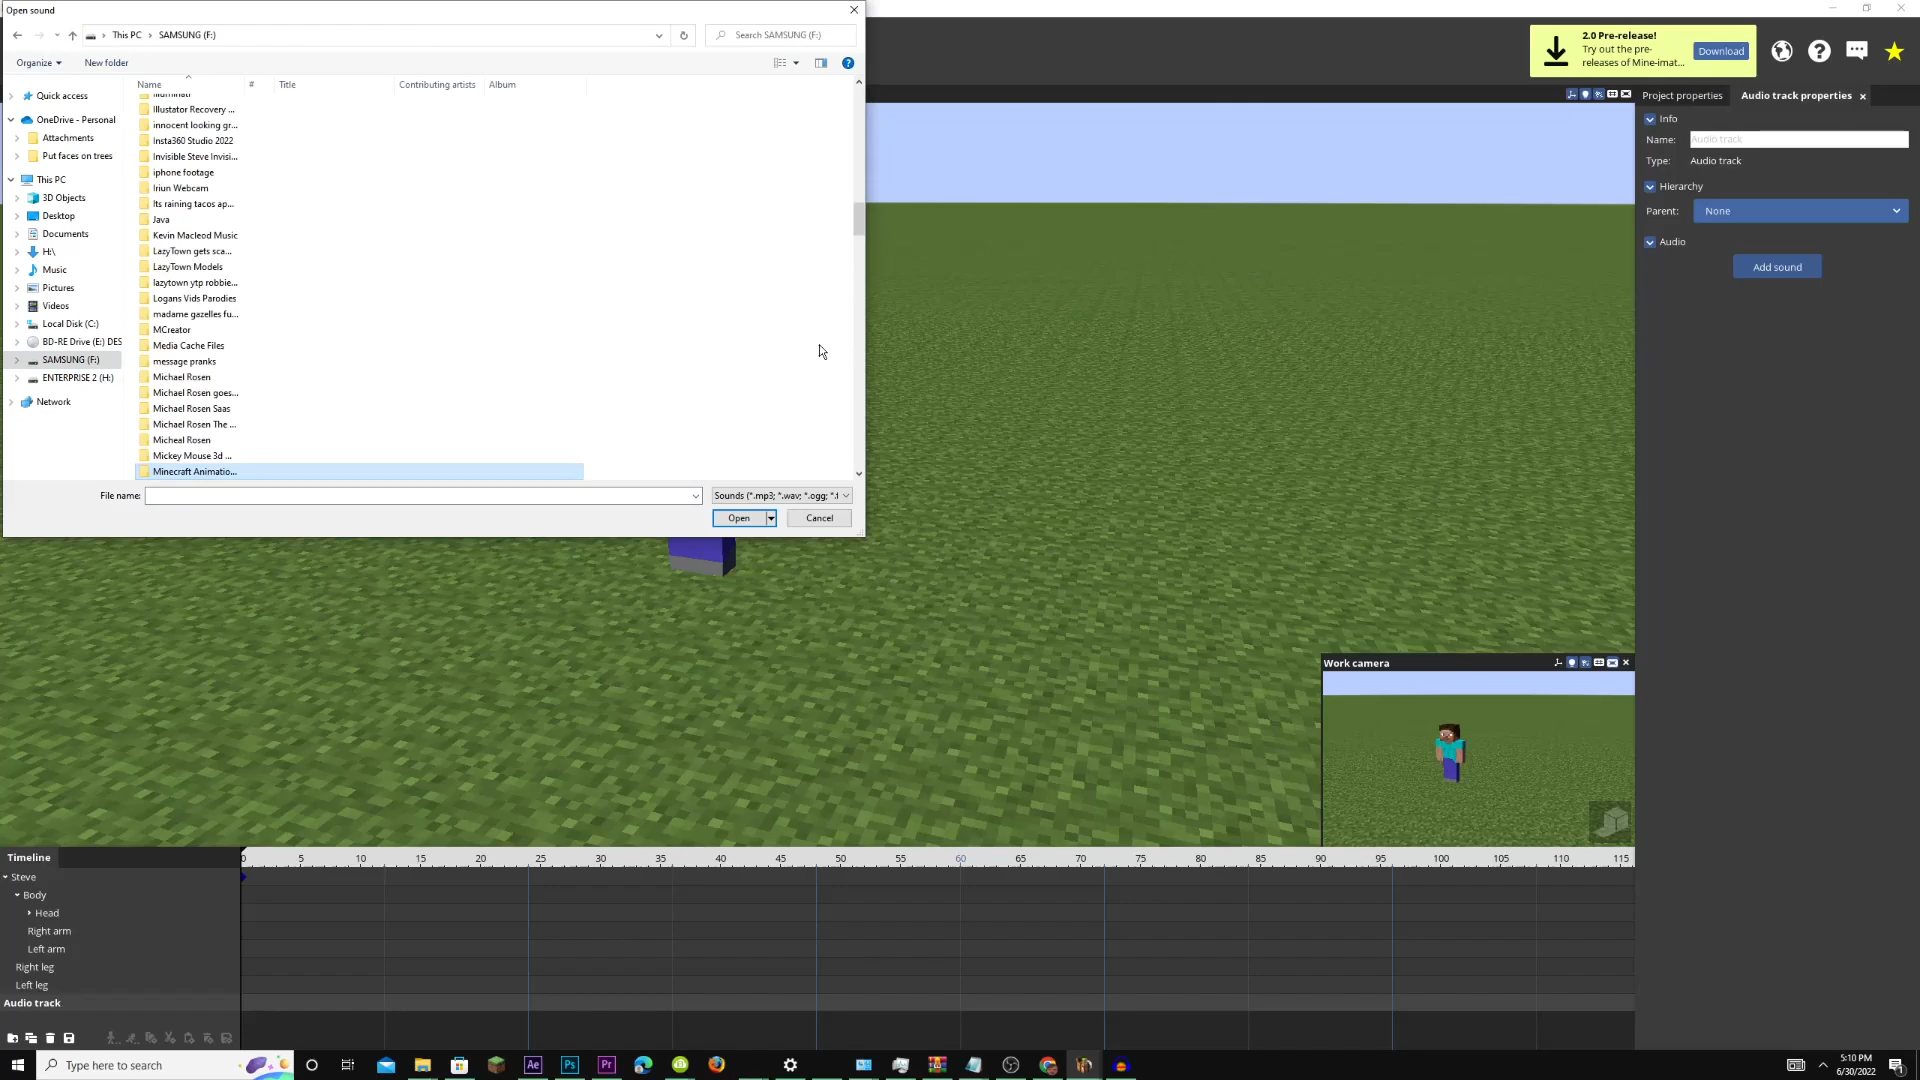 Open sound
This PC > SAMSUNG (F:)
Search SAMSUNG (F:)
Organize
New folder
Name
#
Title
Contributing artists
Album
Quick access
OneDrive - Personal
Attachments
Put faces on trees
This PC
3D Objects
Desktop
Documents
H:\
Music
Pictures
Videos
Local Disk (C:)
BD-RE Drive (E:) DES
SAMSUNG (F:)
ENTERPRISE 2 (H:)
Network
Illuminati
Illustator Recovery ...
innocent looking gr...
Insta360 Studio 2022
Invisible Steve Invisi...
iphone footage
Iriun Webcam
Its raining tacos ap...
Java
Kevin Macleod Music
LazyTown gets sca...
LazyTown Models
lazytown ytp robbie...
Logans Vids Parodies
madame gazelles fu...
MCreator
Media Cache Files
message pranks
Michael Rosen
Michael Rosen goes...
Michael Rosen Saas
Michael Rosen The ...
Micheal Rosen
Mickey Mouse 3d ...
Minecraft Animatio...
File name:
Sounds (*.mp3; *.wav; *.ogg; *.f
Open
Cancel
2.0 Pre-release!
Try out the pre-
releases of Mine-imat...
Download
Project properties
Audio track properties
Info
Name:
Audio track
Type:
Audio track
Hierarchy
Parent:
None
Audio
Add sound
Work camera
Timeline
0 5 10 15 20 25 30 35 40 45 50 55 60 65 70 75 80 85 90 95 100 105 110 115
Steve
Body
Head
Right arm
Left arm
Right leg
Left leg
Audio track
Type here to search
Ae
Ps
Pr
5:10 PM
6/30/2022
1